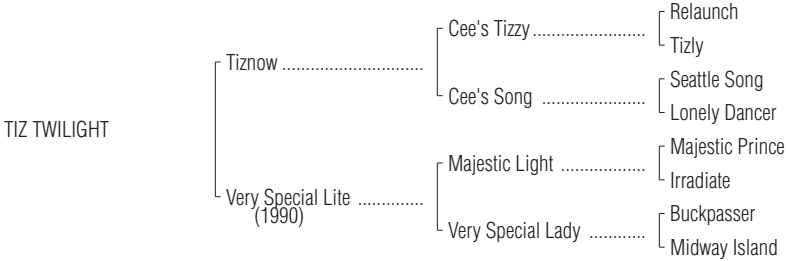 Relaunch
Cee's Tizzy ........................
Tizly
Tiznow ..............................
Seattle Song
Cee's Song ......................
Lonely Dancer
TIZ TWILIGHT
Majestic Prince
Majestic Light ..................
Irradiate
Very Special Lite ..............
(1990)
Buckpasser
Very Special Lady ............
Midway Island